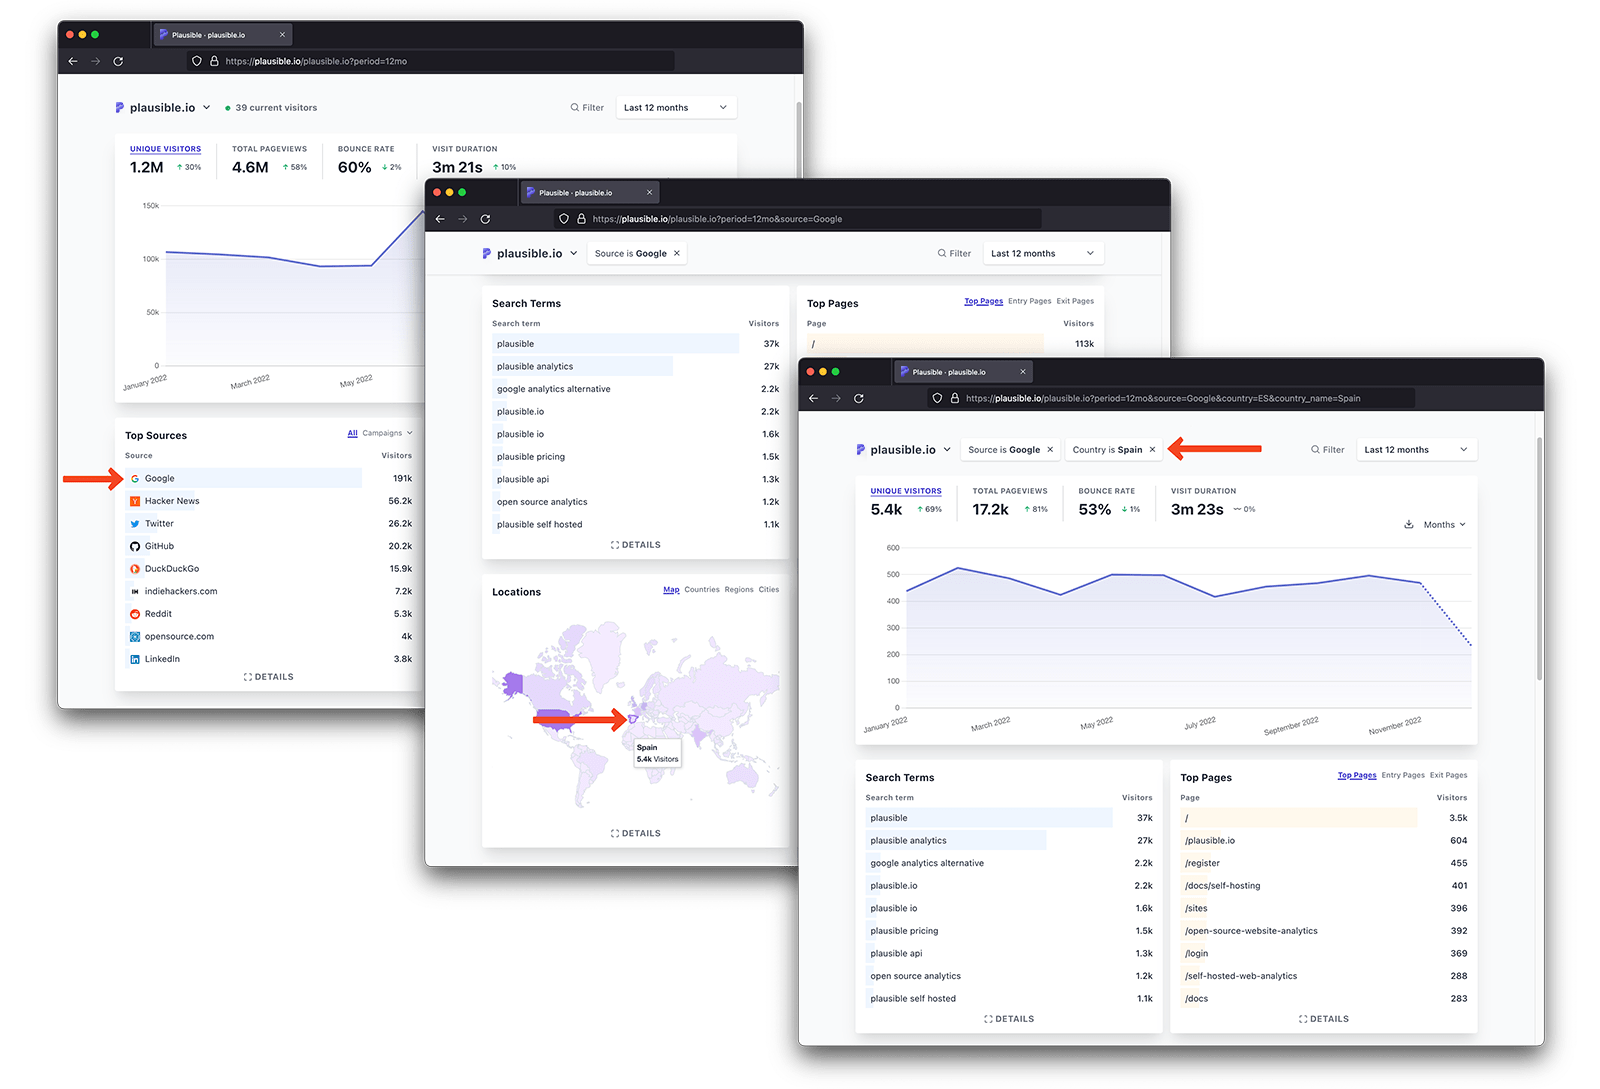 Plausible · plausible.io ×
https://plausible.io/plausible.io?period=12mo
plausible.io 39 current visitors Filter Last 12 months
UNIQUE VISITORS TOTAL PAGEVIEWS BOUNCE RATE VISIT DURATION
1.2M ↑ 30% 4.6M ↑ 58% 60% ↓ 2% 3m 21s ↑ 10%
150k
100k
50k
0
January 2022 March 2022 May 2022
Top Sources All Campaigns
Source Visitors
Google 191k
Hacker News 56.2k
Twitter 26.2k
GitHub 20.2k
DuckDuckGo 15.9k
IH indiehackers.com 7.2k
Reddit 5.3k
opensource.com 4k
LinkedIn 3.8k
DETAILS
Plausible · plausible.io ×
https://plausible.io/plausible.io?period=12mo&source=Google
plausible.io Source is Google × Filter Last 12 months
Search Terms
Search term Visitors
plausible 37k
plausible analytics 27k
google analytics alternative 2.2k
plausible.io 2.2k
plausible io 1.6k
plausible pricing 1.5k
plausible api 1.3k
open source analytics 1.2k
plausible self hosted 1.1k
DETAILS
Top Pages Top Pages Entry Pages Exit Pages
Page Visitors
/ 113k
Locations Map Countries Regions Cities
Spain
5.4k Visitors
DETAILS
Plausible · plausible.io ×
https://plausible.io/plausible.io?period=12mo&source=Google&country=ES&country_name=Spain
plausible.io Source is Google × Country is Spain × Filter Last 12 months
UNIQUE VISITORS TOTAL PAGEVIEWS BOUNCE RATE VISIT DURATION
5.4k ↑ 69% 17.2k ↑ 81% 53% ↓ 1% 3m 23s 〰 0%
Months
600
500
400
300
200
100
0
January 2022 March 2022 May 2022 July 2022 September 2022 November 2022
Search Terms
Search term Visitors
plausible 37k
plausible analytics 27k
google analytics alternative 2.2k
plausible.io 2.2k
plausible io 1.6k
plausible pricing 1.5k
plausible api 1.3k
open source analytics 1.2k
plausible self hosted 1.1k
DETAILS
Top Pages Top Pages Entry Pages Exit Pages
Page Visitors
/ 3.5k
/plausible.io 604
/register 455
/docs/self-hosting 401
/sites 396
/open-source-website-analytics 392
/login 369
/self-hosted-web-analytics 288
/docs 283
DETAILS